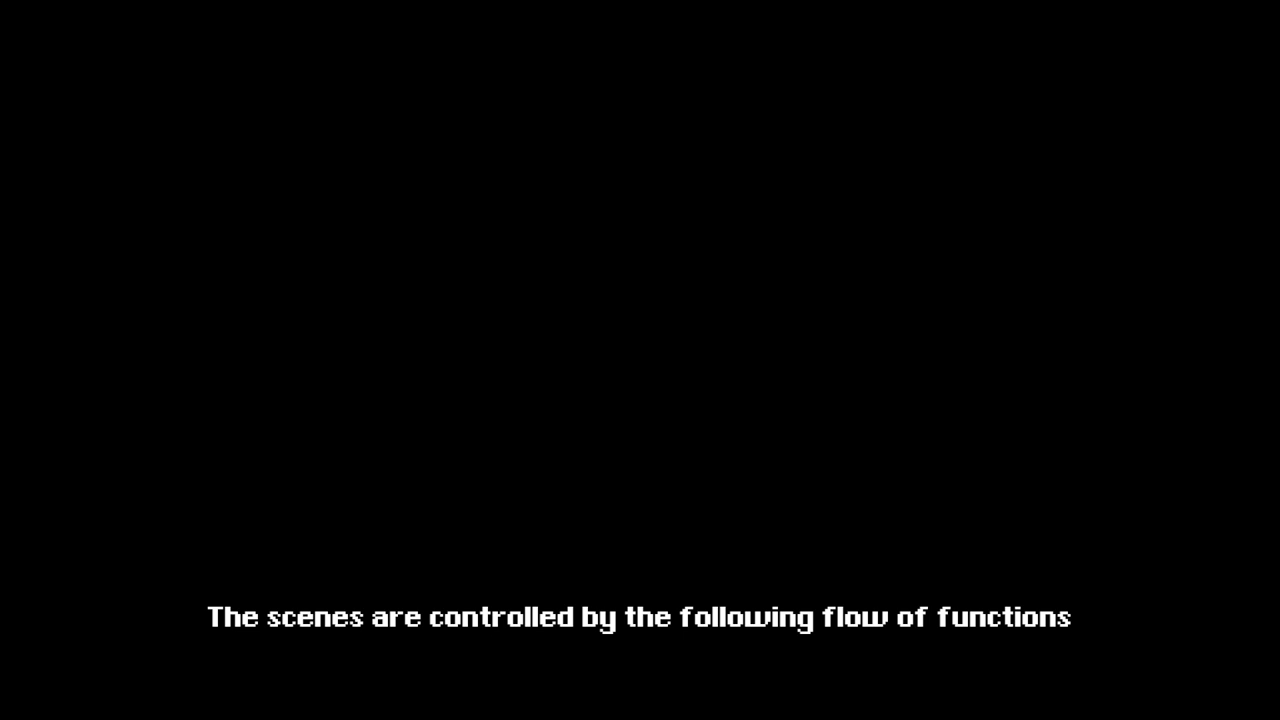 The scenes are controlled by the following flow of functions